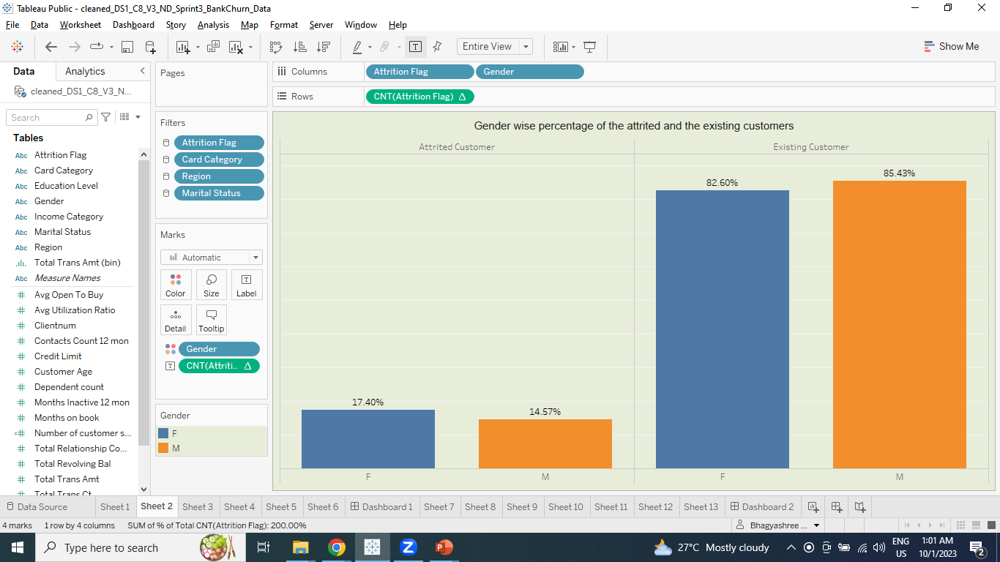 Tableau Public - cleaned_DS1_C8_V3_ND_Sprint3_BankChurn_Data
File Data Worksheet Dashboard Story Analysis Map Format Server Window Help
Entire View
Show Me
Data Analytics
cleaned_DS1_C8_V3_N...
Search
Tables
Abc Attrition Flag
Abc Card Category
Abc Education Level
Abc Gender
Abc Income Category
Abc Marital Status
Abc Region
Total Trans Amt (bin)
Abc Measure Names
# Avg Open To Buy
# Avg Utilization Ratio
# Clientnum
# Contacts Count 12 mon
# Credit Limit
# Customer Age
# Dependent count
# Months Inactive 12 mon
# Months on book
=# Number of customer s...
# Total Relationship Co...
# Total Revolving Bal
# Total Trans Amt
# Total Trans Ct
Pages
Filters
Attrition Flag
Card Category
Region
Marital Status
Marks
Automatic
Color Size Label
Detail Tooltip
Gender
CNT(Attriti.. Δ
Gender
F
M
Columns Attrition Flag Gender
Rows CNT(Attrition Flag) Δ
Gender wise percentage of the attrited and the existing customers
Attrited Customer Existing Customer
85.43%
82.60%
17.40%
14.57%
F M F M
Data Source Sheet 1 Sheet 2 Sheet 3 Sheet 4 Sheet 5 Sheet 6 Dashboard 1 Sheet 7 Sheet 8 Sheet 9 Sheet 10 Sheet 11 Sheet 12 Sheet 13 Dashboard 2
4 marks 1 row by 4 columns SUM of % of Total CNT(Attrition Flag): 200.00% Bhagyashree ...
Type here to search
27°C Mostly cloudy
ENG
US
1:01 AM
10/1/2023
2